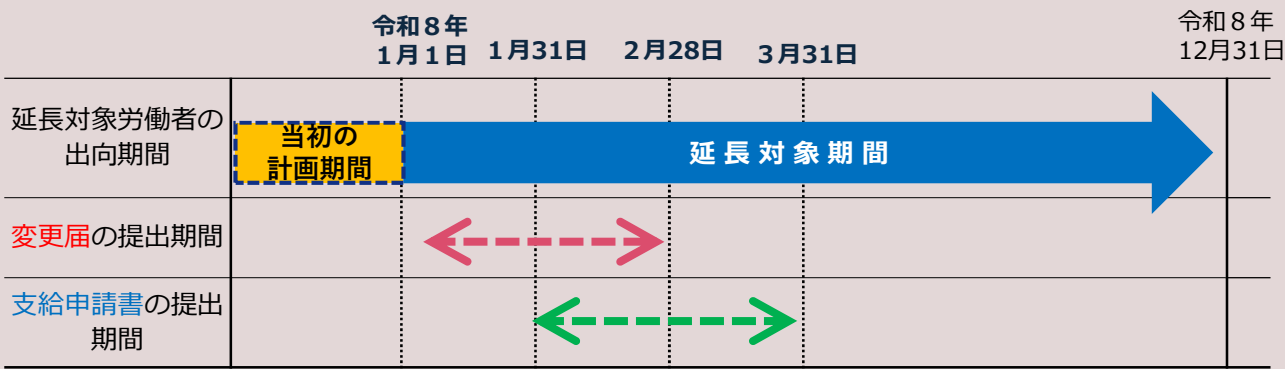 令和８年
１月１日
１月31日
２月28日
３月31日
令和８年
12月31日
延長対象労働者の
出向期間
当初の
計画期間
延長対象期間
変更届の提出期間
支給申請書の提出
期間